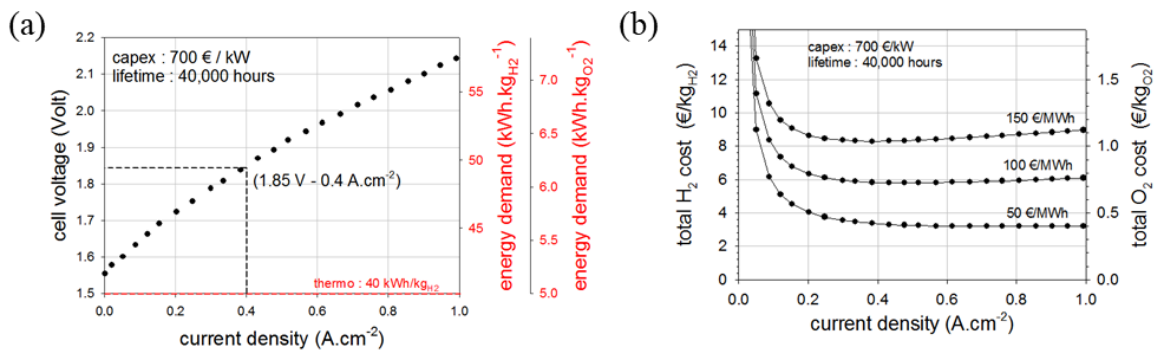 (a)
capex : 700 € / kW
lifetime : 40,000 hours
cell voltage (Volt)
2.2
2.1
2.0
1.9
1.8
1.7
1.6
1.5
(1.85 V - 0.4 A.cm-2)
thermo : 40 kWh/kgH2
0.0 0.2 0.4 0.6 0.8 1.0
current density (A.cm-2)
55
50
45
energy demand (kWh.kgH2-1)
7.0
6.5
6.0
5.5
5.0
energy demand (kWh.kgO2-1)
(b)
capex : 700 €/kW
lifetime : 40,000 hours
total H2 cost (€/kgH2)
14
12
10
8
6
4
2
0
150 €/MWh
100 €/MWh
50 €/MWh
0.0 0.2 0.4 0.6 0.8 1.0
current density (A.cm-2)
1.5
1.0
0.5
0.0
total O2 cost (€/kgO2)